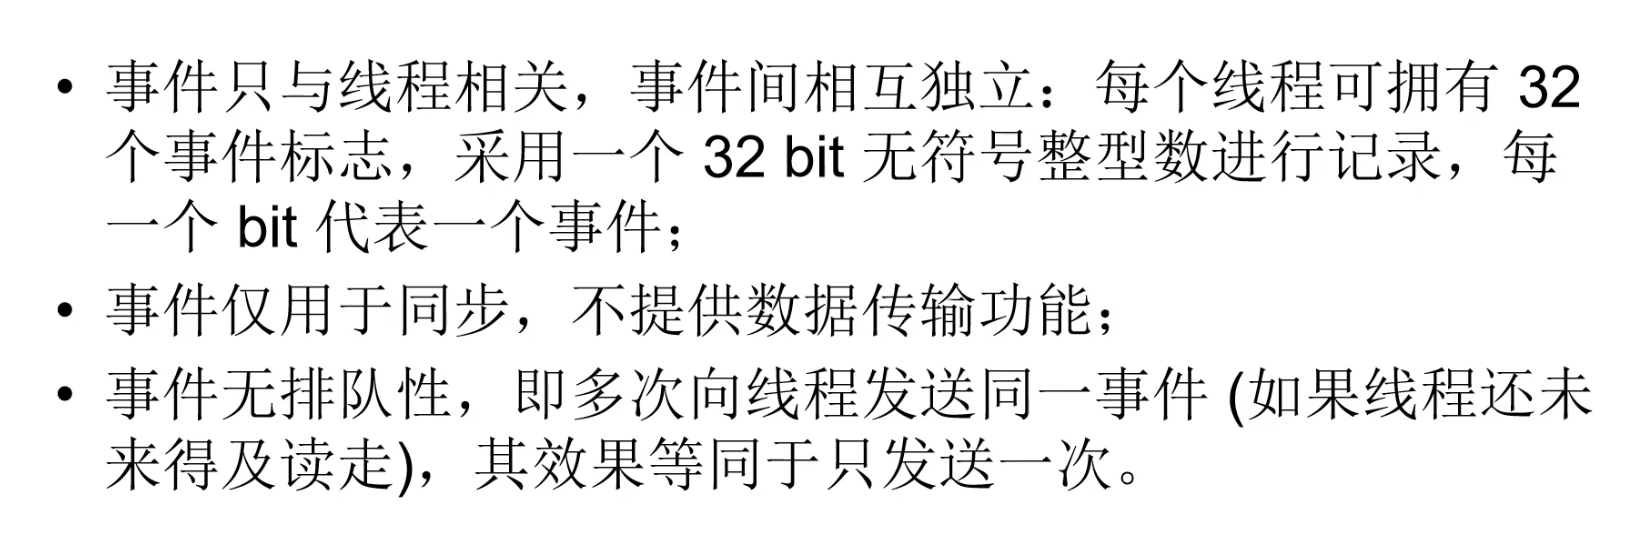 • 事件只与线程相关，事件间相互独立：每个线程可拥有 32
个事件标志，采用一个 32 bit 无符号整型数进行记录，每
一个 bit 代表一个事件；
• 事件仅用于同步，不提供数据传输功能；
• 事件无排队性，即多次向线程发送同一事件 (如果线程还未
来得及读走)，其效果等同于只发送一次。